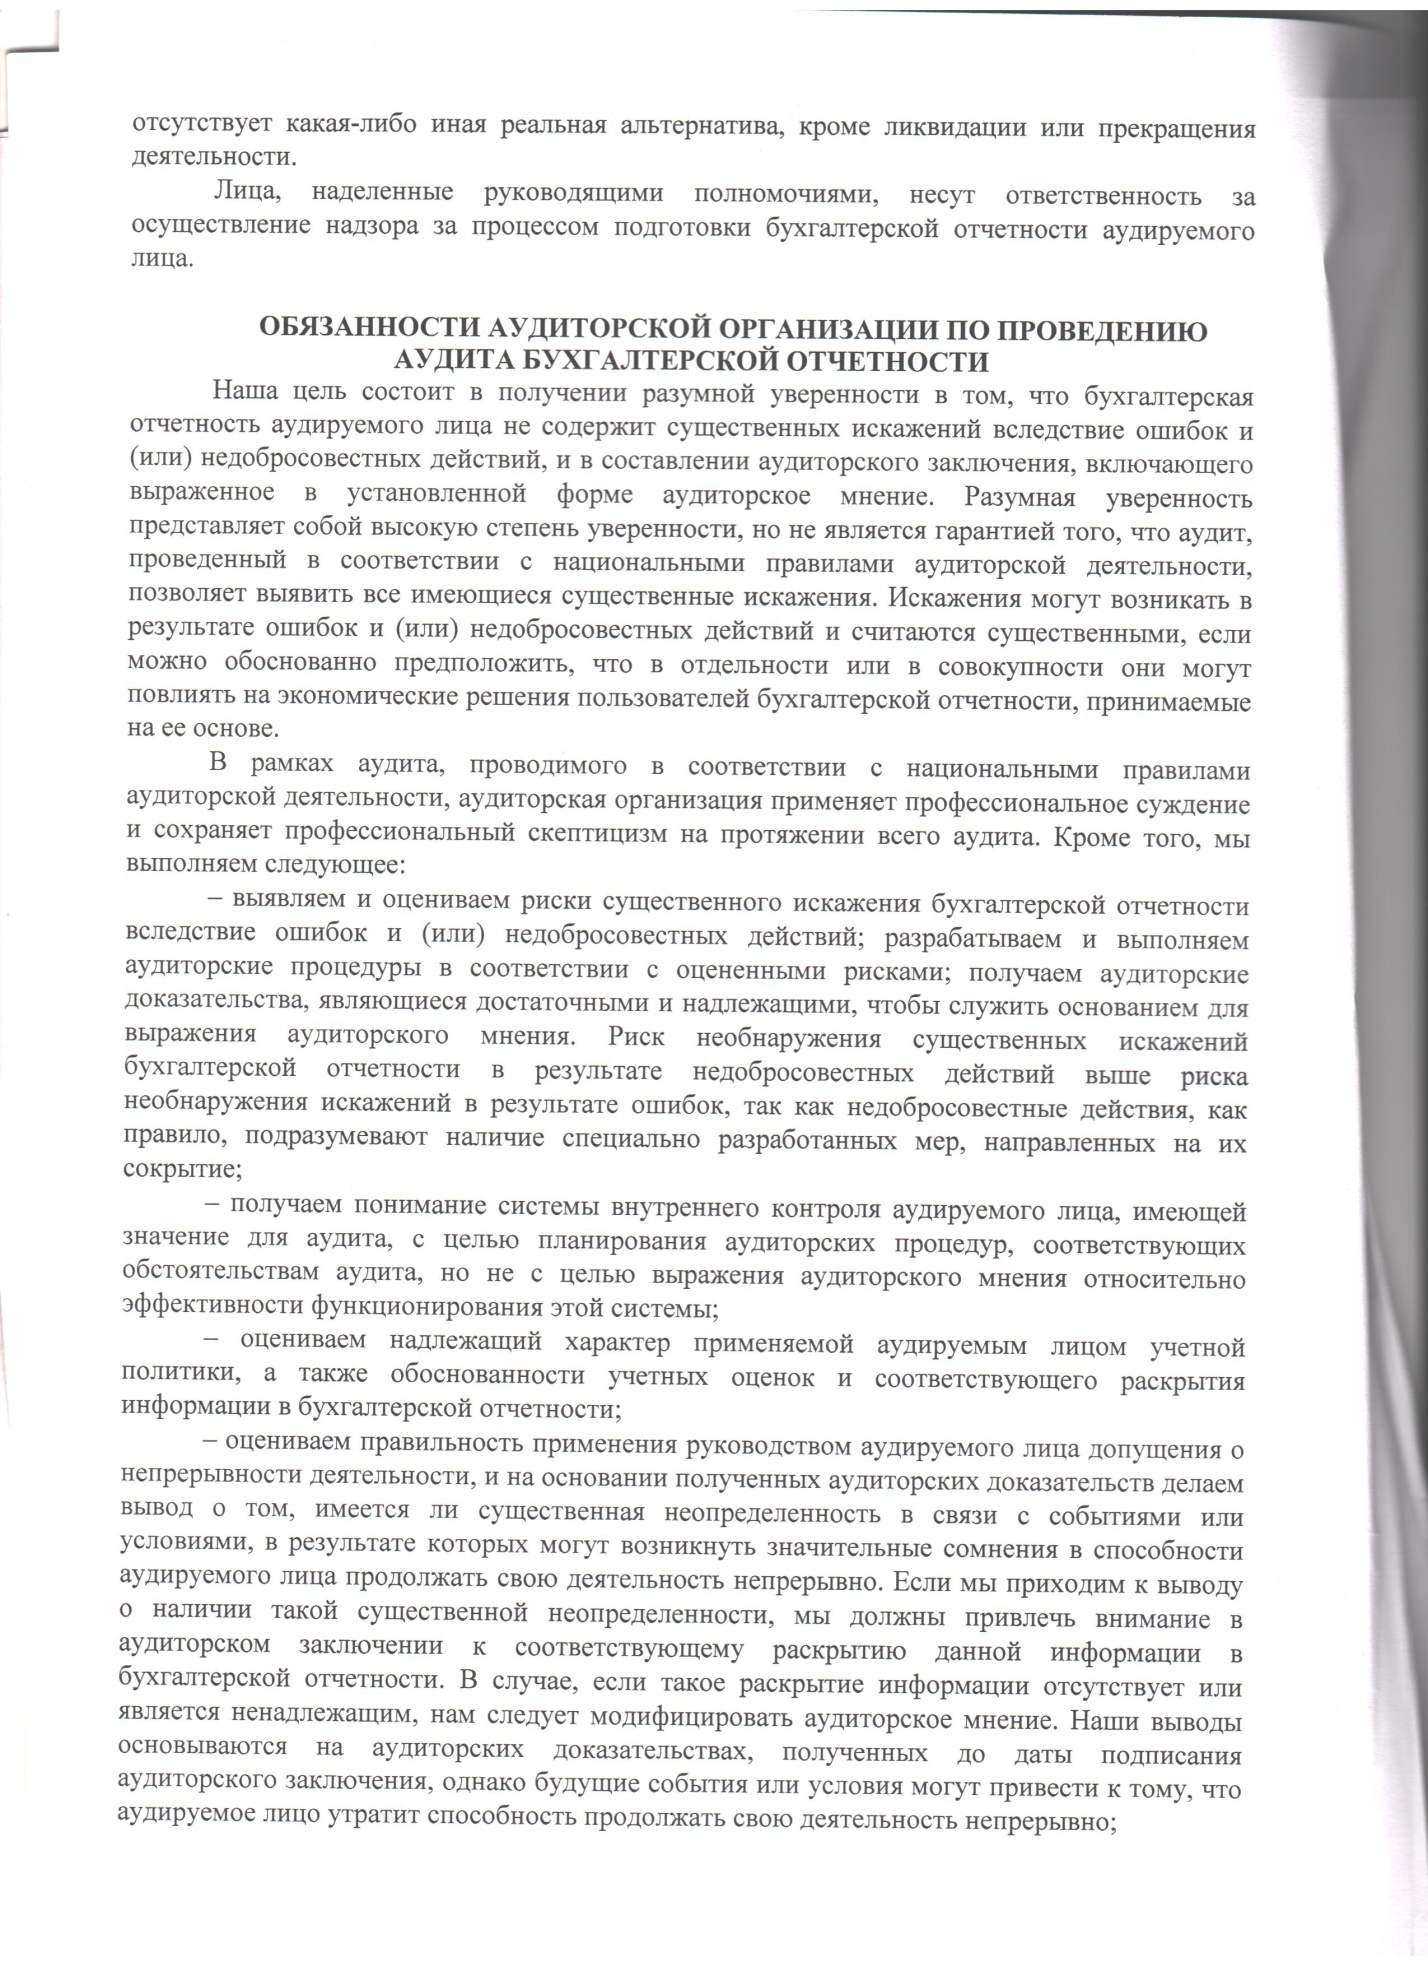 отсутствует какая-либо иная реальная альтернатива, кроме ликвидации или прекращения
деятельности.
Лица, наделенные руководящими полномочиями, несут ответственность за
осуществление надзора за процессом подготовки бухгалтерской отчетности аудируемого
лица.
ОБЯЗАННОСТИ АУДИТОРСКОЙ ОРГАНИЗАЦИИ ПО ПРОВЕДЕНИЮ
АУДИТА БУХГАЛТЕРСКОЙ ОТЧЕТНОСТИ
Наша цель состоит в получении разумной уверенности в том, что бухгалтерская
отчетность аудируемого лица не содержит существенных искажений вследствие ошибок и
(или) недобросовестных действий, и в составлении аудиторского заключения, включающего
выраженное в установленной форме аудиторское мнение. Разумная уверенность
представляет собой высокую степень уверенности, но не является гарантией того, что аудит,
проведенный в соответствии с национальными правилами аудиторской деятельности,
позволяет выявить все имеющиеся существенные искажения. Искажения могут возникать в
результате ошибок и (или) недобросовестных действий и считаются существенными, если
можно обоснованно предположить, что в отдельности или в совокупности они могут
повлиять на экономические решения пользователей бухгалтерской отчетности, принимаемые
на ее основе.
В рамках аудита, проводимого в соответствии с национальными правилами
аудиторской деятельности, аудиторская организация применяет профессиональное суждение
и сохраняет профессиональный скептицизм на протяжении всего аудита. Кроме того, мы
выполняем следующее:
– выявляем и оцениваем риски существенного искажения бухгалтерской отчетности
вследствие ошибок и (или) недобросовестных действий; разрабатываем и выполняем
аудиторские процедуры в соответствии с оцененными рисками; получаем аудиторские
доказательства, являющиеся достаточными и надлежащими, чтобы служить основанием для
выражения аудиторского мнения. Риск необнаружения существенных искажений
бухгалтерской отчетности в результате недобросовестных действий выше риска
необнаружения искажений в результате ошибок, так как недобросовестные действия, как
правило, подразумевают наличие специально разработанных мер, направленных на их
сокрытие;
– получаем понимание системы внутреннего контроля аудируемого лица, имеющей
значение для аудита, с целью планирования аудиторских процедур, соответствующих
обстоятельствам аудита, но не с целью выражения аудиторского мнения относительно
эффективности функционирования этой системы;
– оцениваем надлежащий характер применяемой аудируемым лицом учетной
политики, а также обоснованности учетных оценок и соответствующего раскрытия
информации в бухгалтерской отчетности;
– оцениваем правильность применения руководством аудируемого лица допущения о
непрерывности деятельности, и на основании полученных аудиторских доказательств делаем
вывод о том, имеется ли существенная неопределенность в связи с событиями или
условиями, в результате которых могут возникнуть значительные сомнения в способности
аудируемого лица продолжать свою деятельность непрерывно. Если мы приходим к выводу
о наличии такой существенной неопределенности, мы должны привлечь внимание в
аудиторском заключении к соответствующему раскрытию данной информации в
бухгалтерской отчетности. В случае, если такое раскрытие информации отсутствует или
является ненадлежащим, нам следует модифицировать аудиторское мнение. Наши выводы
основываются на аудиторских доказательствах, полученных до даты подписания
аудиторского заключения, однако будущие события или условия могут привести к тому, что
аудируемое лицо утратит способность продолжать свою деятельность непрерывно;